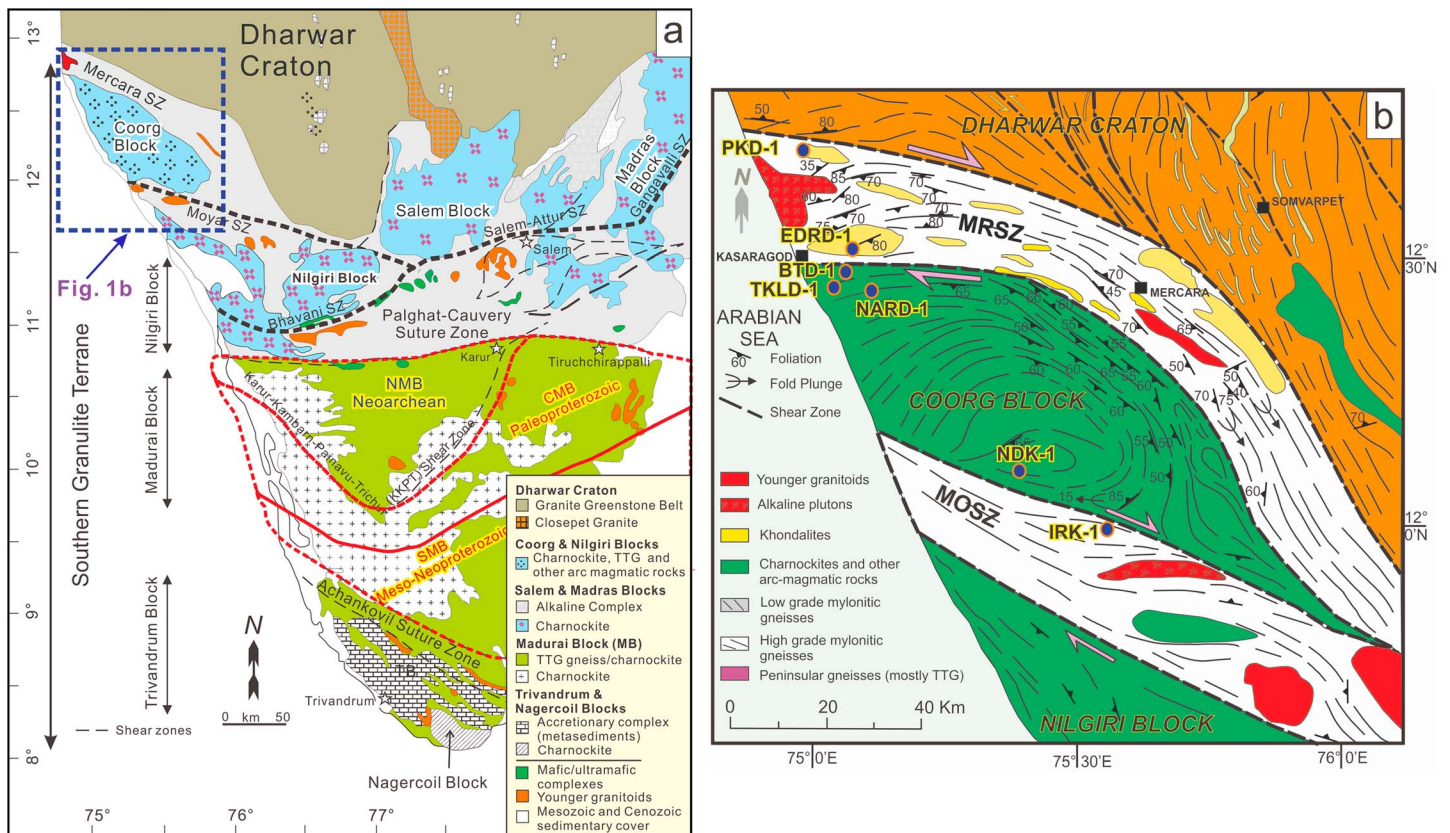 a
Dharwar
Craton
13°
12°
11°
10°
9°
8°
Mercara SZ
Coorg
Block
Moyar SZ
Fig. 1b
Salem Block
Madras
Block
Gangavalli SZ
Salem-Attur SZ
Salem
Nilgiri Block
Bhavani SZ
Palghat-Cauvery
Suture Zone
Karur
Tiruchchirappalli
NMB
Neoarchean
CMB
Paleoproterozoic
Karur-Kambam-Painavu-Trichur
(KKPT) Shear Zone
SMB
Meso-Neoproterozoic
Achankovil Suture Zone
TB
Trivandrum
Nagercoil Block
Southern Granulite Terrane
Nilgiri Block
Madurai Block
Trivandrum Block
N
0 km 50
Shear zones
75°
76°
77°
Dharwar Craton
Granite Greenstone Belt
Closepet Granite
Coorg & Nilgiri Blocks
Charnockite, TTG and
other arc magmatic rocks
Salem & Madras Blocks
Alkaline Complex
Charnockite
Madurai Block (MB)
TTG gneiss/charnockite
Charnockite
Trivandrum &
Nagercoil Blocks
Accretionary complex
(metasediments)
Charnockite
Mafic/ultramafic
complexes
Younger granitoids
Mesozoic and Cenozoic
sedimentary cover
b
DHARWAR CRATON
PKD-1
N
EDRD-1
MRSZ
SOMVARPET
KASARAGOD
BTD-1
TKLD-1
NARD-1
MERCARA
ARABIAN
SEA
60 Foliation
Fold Plunge
Shear Zone
COORG BLOCK
NDK-1
MOSZ
IRK-1
NILGIRI BLOCK
Younger granitoids
Alkaline plutons
Khondalites
Charnockites and other
arc-magmatic rocks
Low grade mylonitic
gneisses
High grade mylonitic
gneisses
Peninsular gneisses (mostly TTG)
0 20 40 Km
12°
30'N
12°
0'N
75°0'E
75°30'E
76°0'E